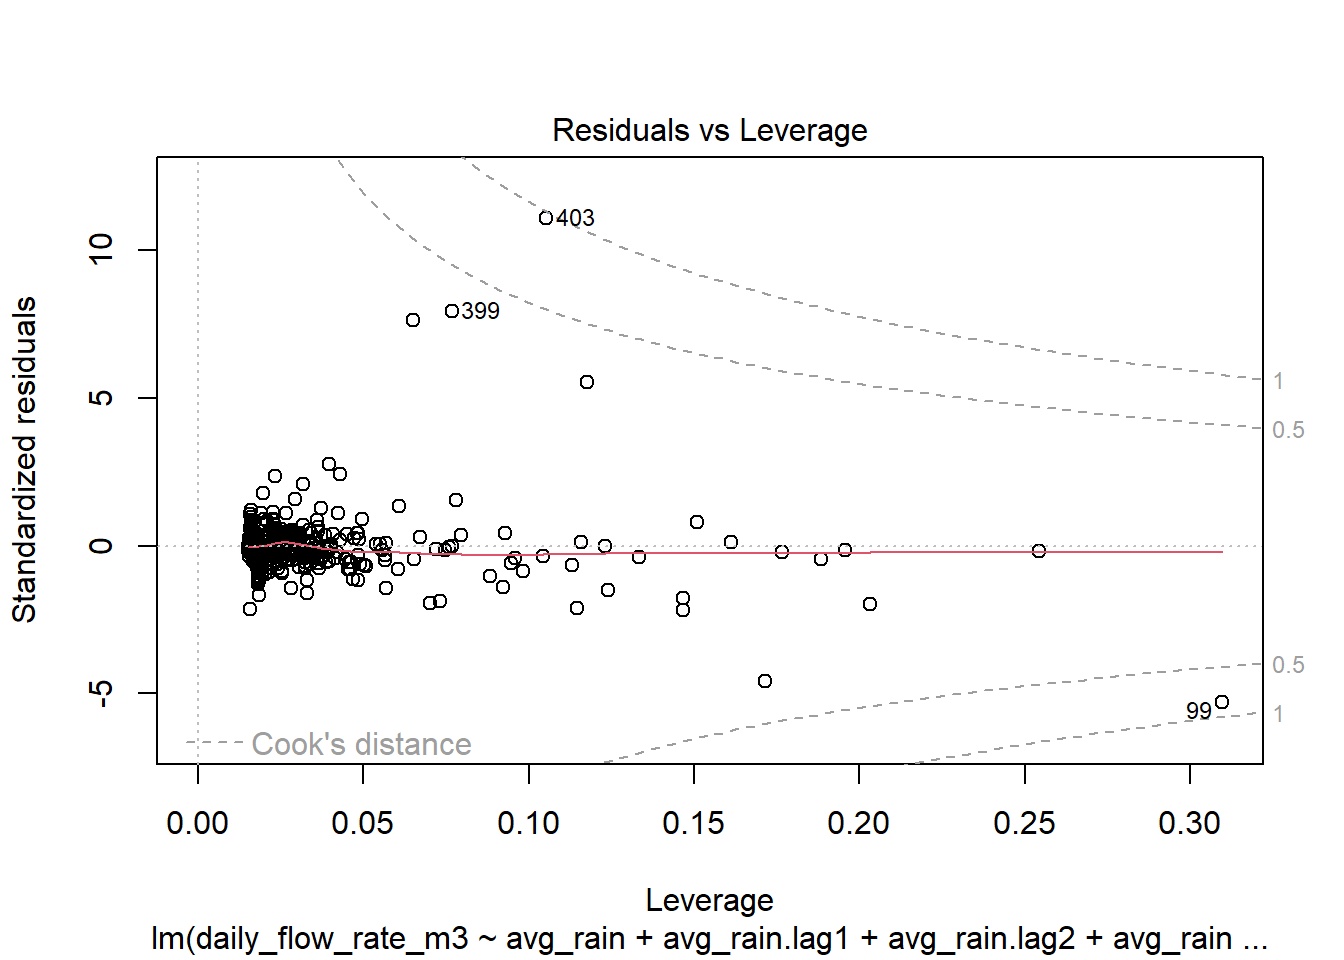 Residuals vs Leverage
Standardized residuals
10
5
0
-5
403
399
99
1
0.5
0.5
1
Cook's distance
0.00 0.05 0.10 0.15 0.20 0.25 0.30
Leverage
lm(daily_flow_rate_m3 ~ avg_rain + avg_rain.lag1 + avg_rain.lag2 + avg_rain ...